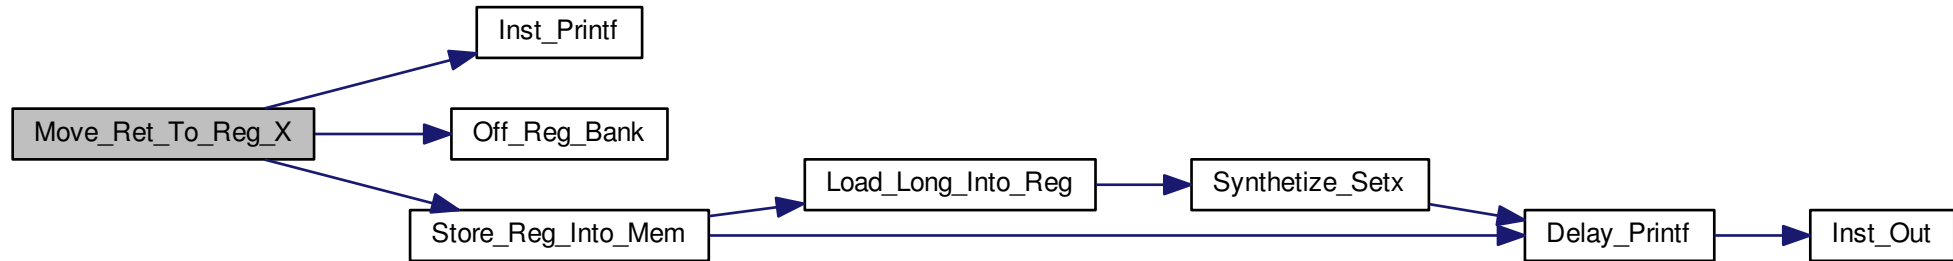 Inst_Printf
Move_Ret_To_Reg_X
Off_Reg_Bank
Load_Long_Into_Reg
Synthetize_Setx
Store_Reg_Into_Mem
Delay_Printf
Inst_Out